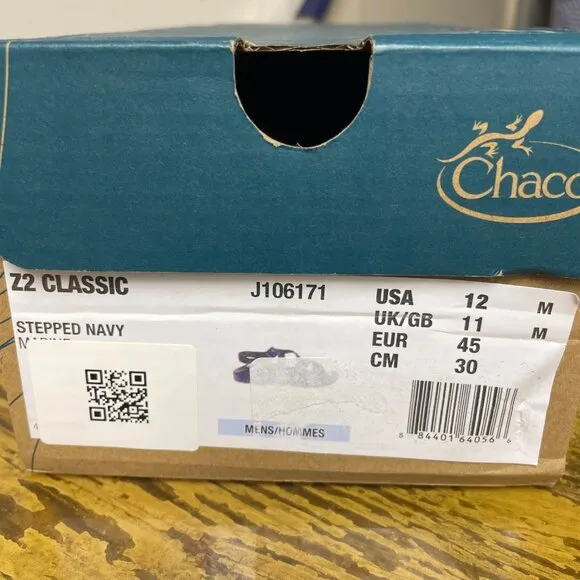 Chaco
Z2 CLASSIC J106171
USA 12 M
UK/GB 11 M
EUR 45
CM 30
STEPPED NAVY
MENS/HOMMES
8 84401 64056 6